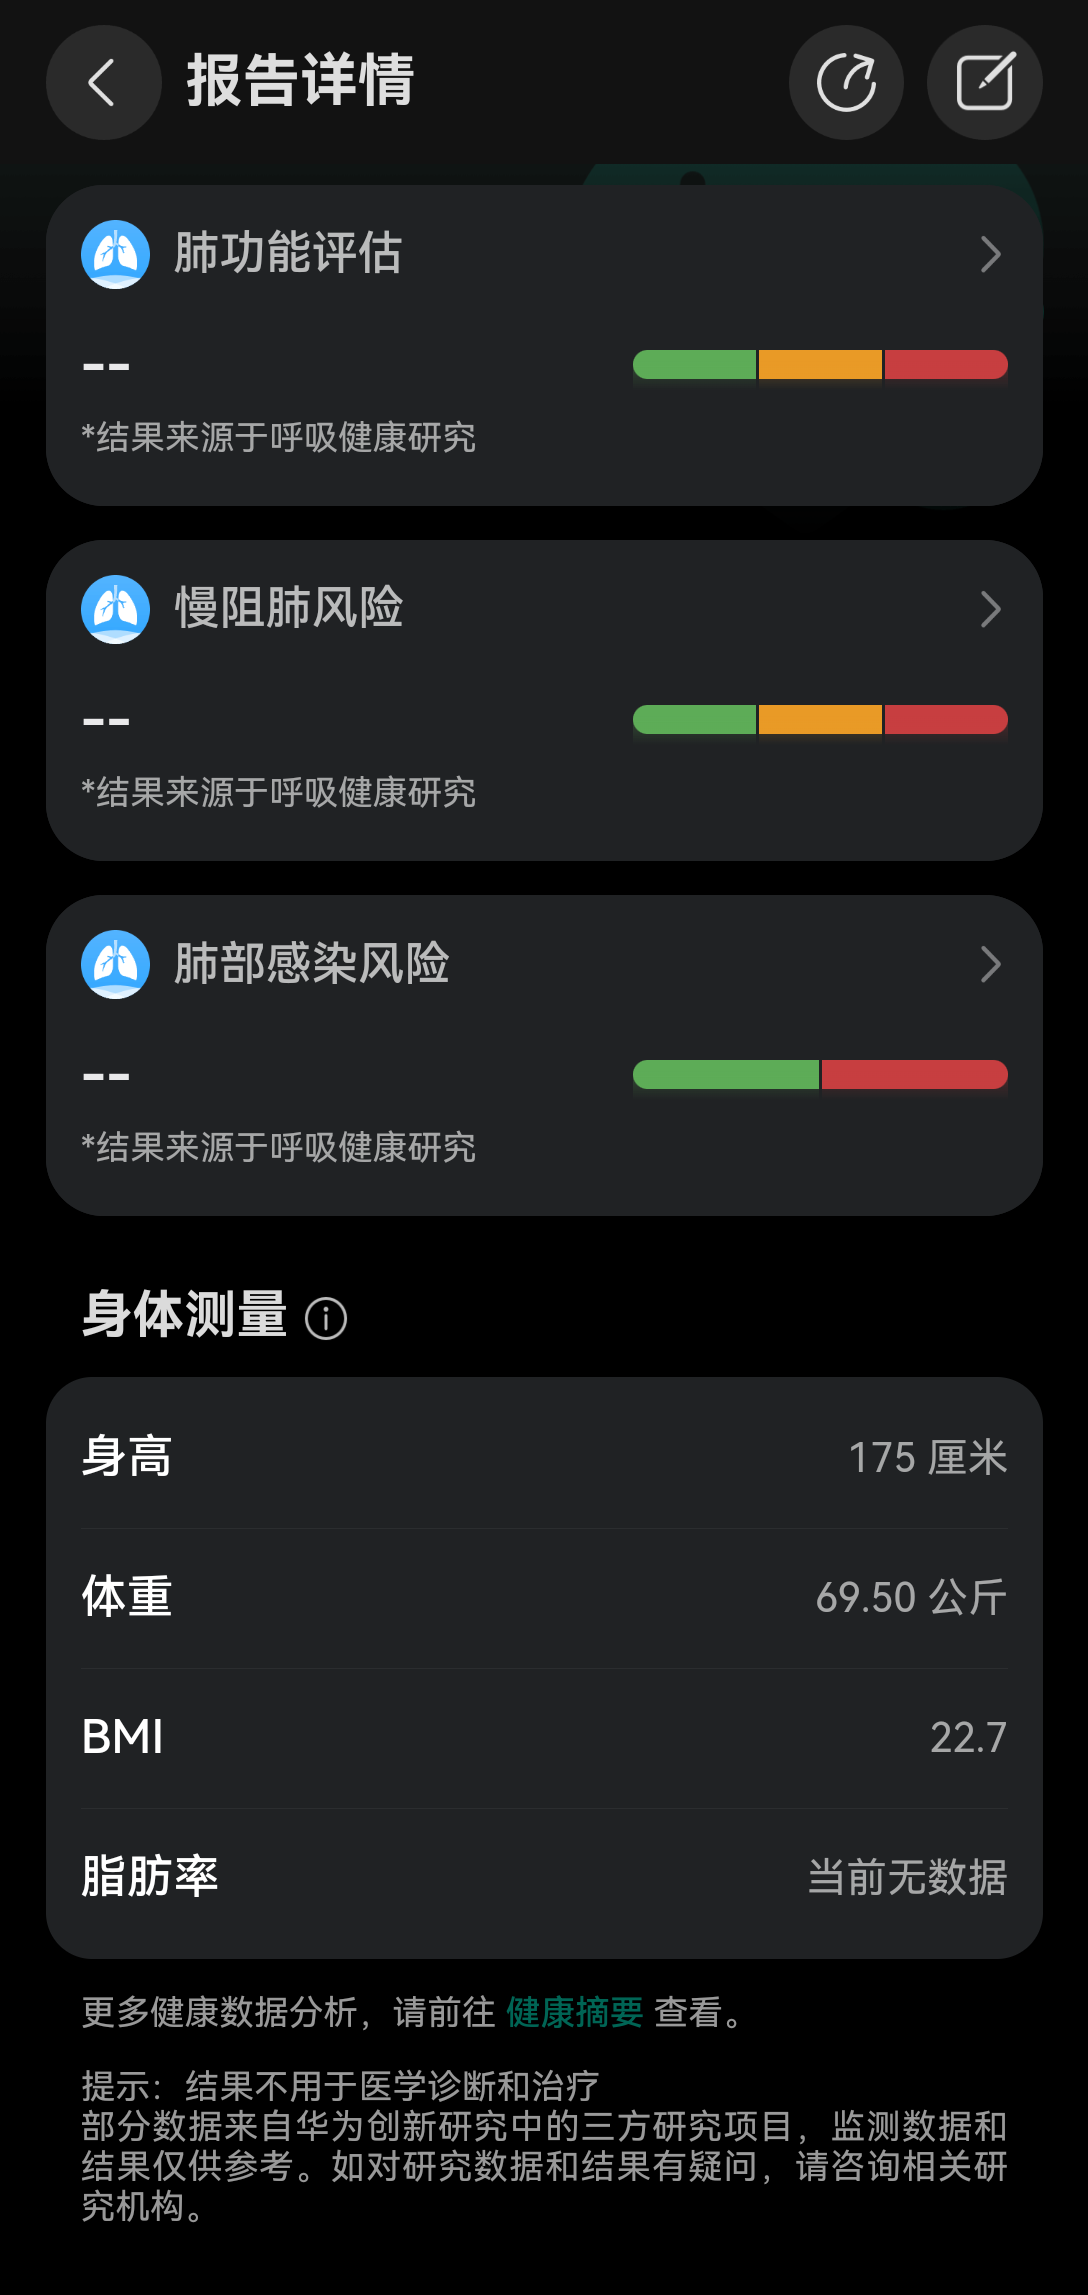 报告详情
肺功能评估
--
*结果来源于呼吸健康研究
慢阻肺风险
--
*结果来源于呼吸健康研究
肺部感染风险
--
*结果来源于呼吸健康研究
身体测量
身高 175 厘米
体重 69.50 公斤
BMI 22.7
脂肪率 当前无数据
更多健康数据分析，请前往 健康摘要 查看。
提示：结果不用于医学诊断和治疗
部分数据来自华为创新研究中的三方研究项目，监测数据和
结果仅供参考。如对研究数据和结果有疑问，请咨询相关研
究机构。